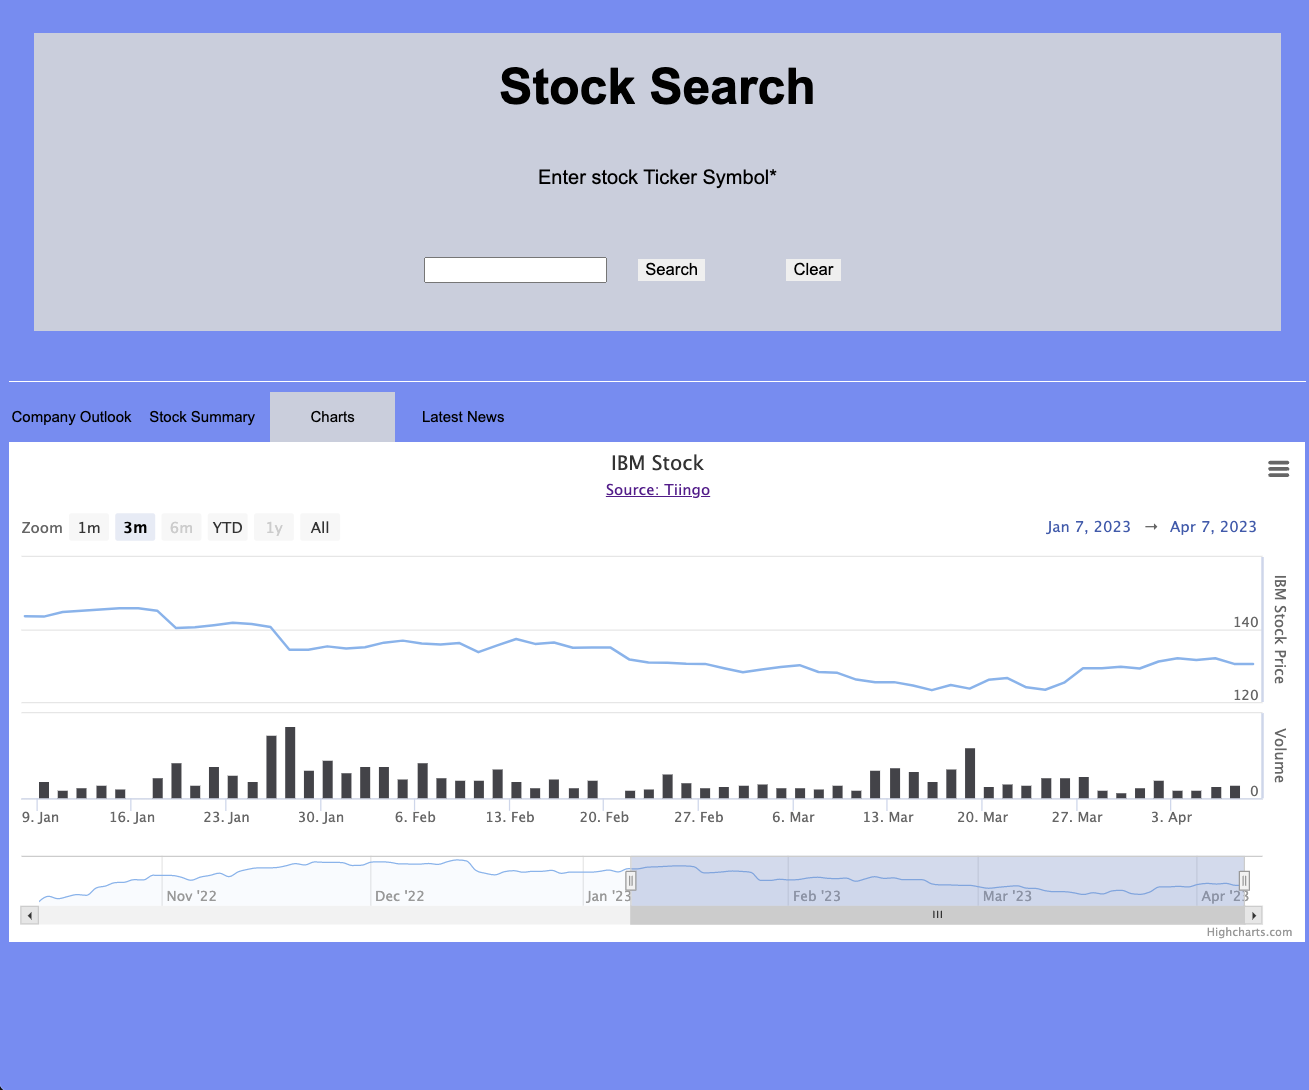 Stock Search
Enter stock Ticker Symbol*
Search Clear
Company Outlook Stock Summary Charts Latest News
IBM Stock
Source: Tiingo
Zoom 1m 3m 6m YTD 1y All Jan 7, 2023 → Apr 7, 2023
IBM Stock Price
140
120
Volume
0
9. Jan 16. Jan 23. Jan 30. Jan 6. Feb 13. Feb 20. Feb 27. Feb 6. Mar 13. Mar 20. Mar 27. Mar 3. Apr
Nov '22 Dec '22 Jan '23 Feb '23 Mar '23 Apr '23
Highcharts.com